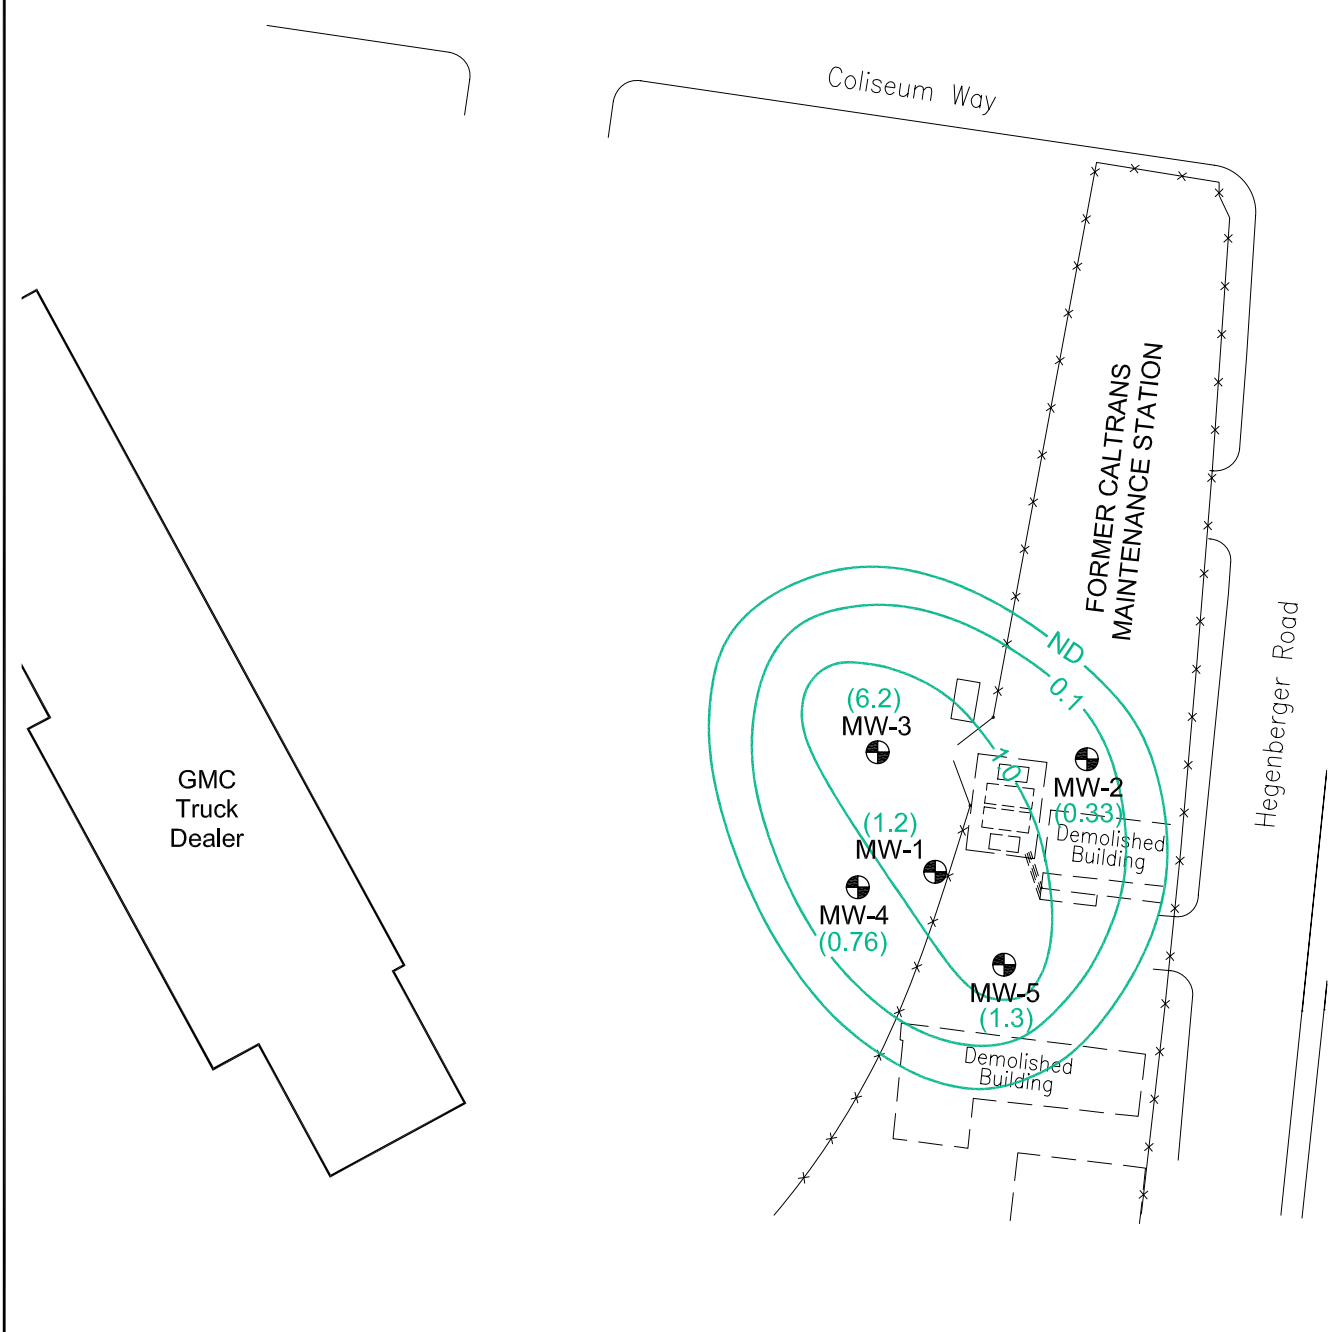 Coliseum Way
FORMER CALTRANS
MAINTENANCE STATION
Hegenberger Road
ND
0.1
1.0
(6.2)
MW-3
MW-2
(0.33)
(1.2)
MW-1
MW-4
(0.76)
MW-5
(1.3)
Demolished
Building
Demolished
Building
GMC
Truck
Dealer